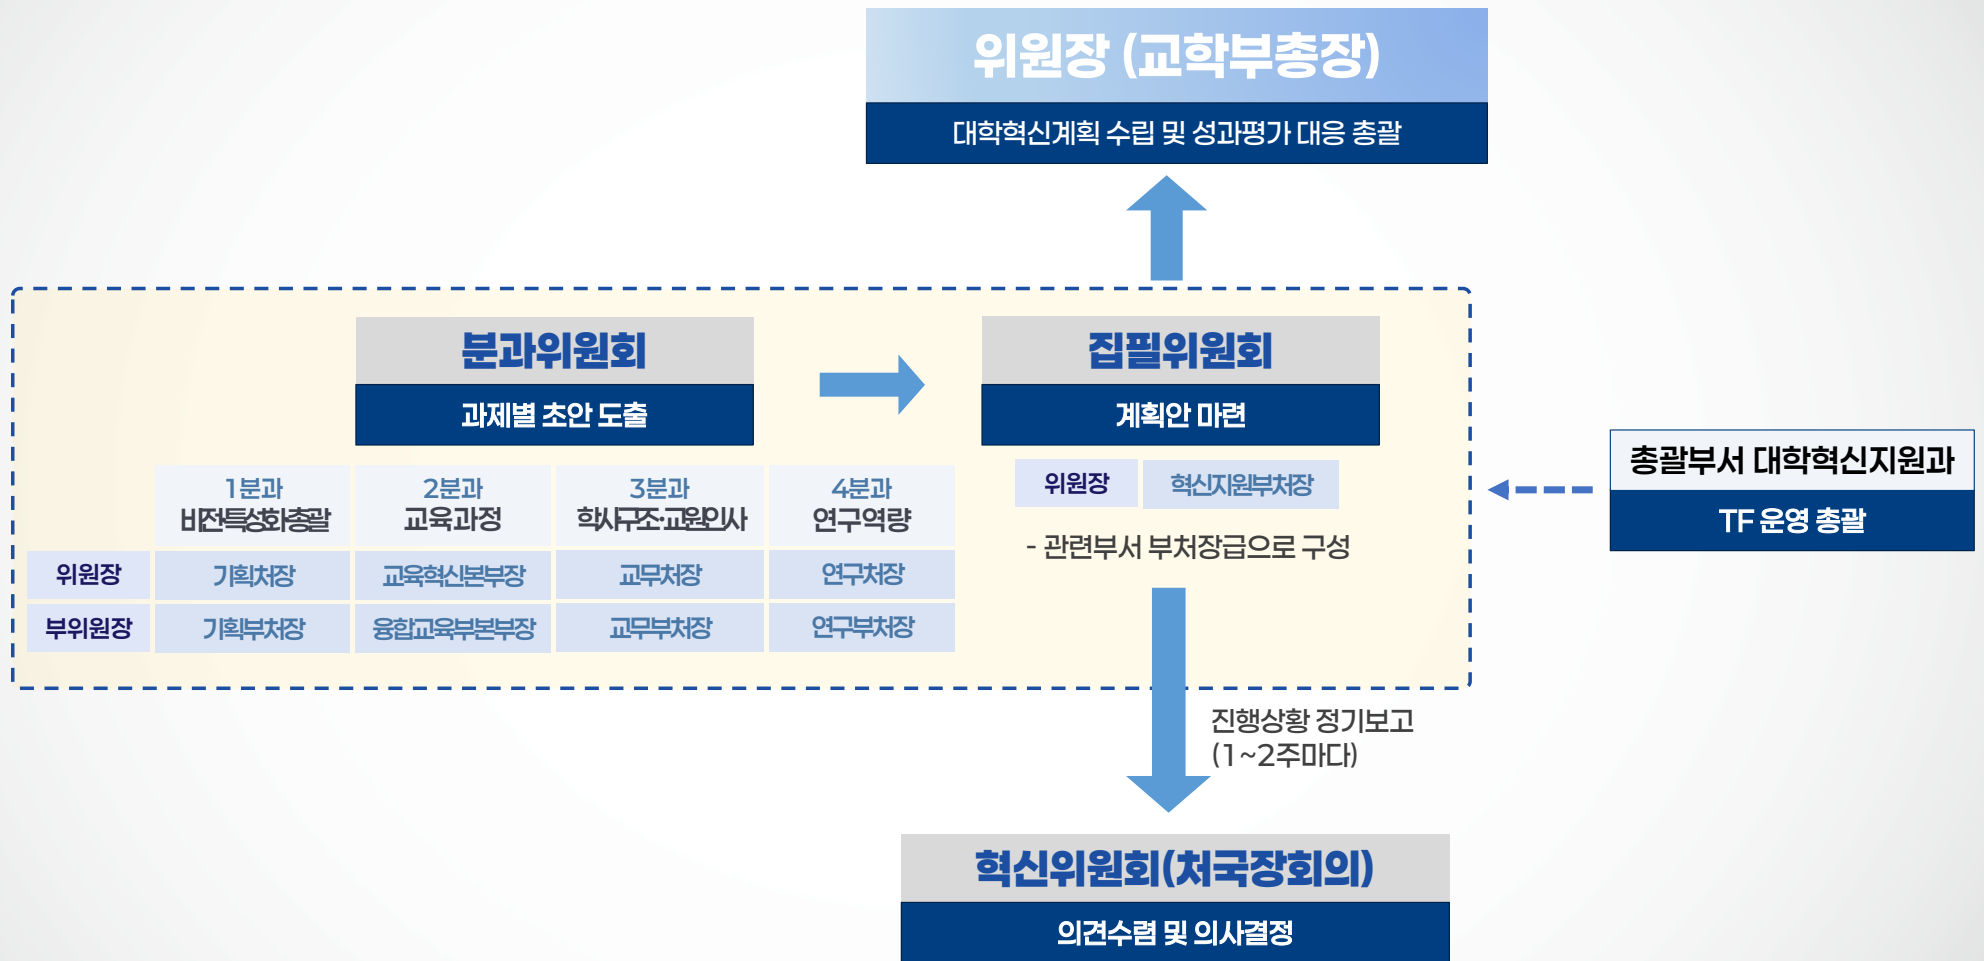 위원장 (교학부총장)
대학혁신계획 수립 및 성과평가 대응 총괄
분과위원회
과제별 초안 도출
집필위원회
계획안 마련
1분과 2분과 3분과 4분과
비전·특성화·총괄 교육과정 학사구조·교원인사 연구역량
위원장 기획처장 교육혁신본부장 교무처장 연구처장
부위원장 기획부처장 융합교육부본부장 교무부처장 연구부처장
위원장 혁신지원부처장
- 관련부서 부처장급으로 구성
총괄부서 대학혁신지원과
TF 운영 총괄
진행상황 정기보고
(1~2주마다)
혁신위원회(처국장회의)
의견수렴 및 의사결정